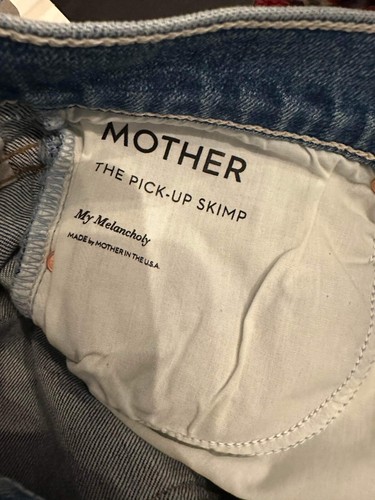 MOTHER
THE PICK-UP SKIMP
My Melancholy
MADE by MOTHER IN THE U.S.A.